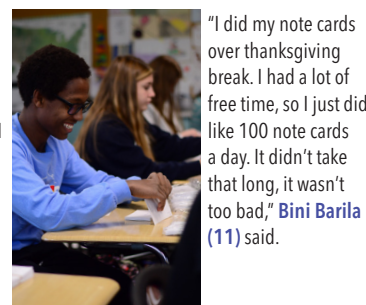 "I did my note cards
over thanksgiving
break. I had a lot of
free time, so I just did
like 100 note cards
a day. It didn't take
that long, it wasn't
too bad," Bini Barila
(11) said.